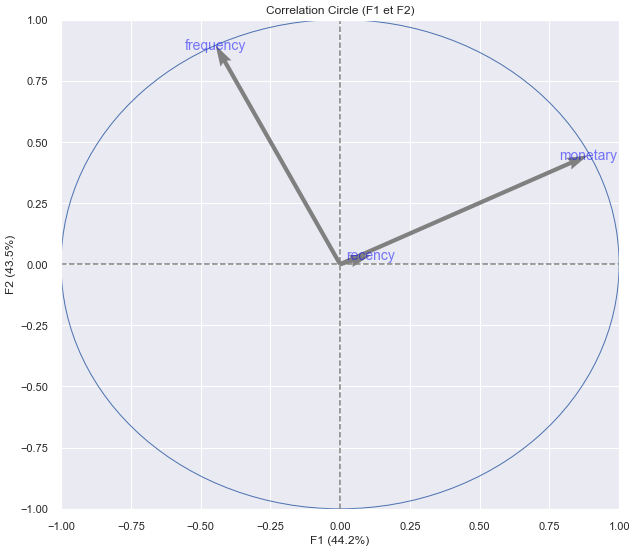 Correlation Circle (F1 et F2)
1.00
frequency
0.75
0.50
monetary
0.25
recency
0.00
−0.25
−0.50
−0.75
−1.00
−1.00 −0.75 −0.50 −0.25 0.00 0.25 0.50 0.75 1.00
F1 (44.2%)
F2 (43.5%)